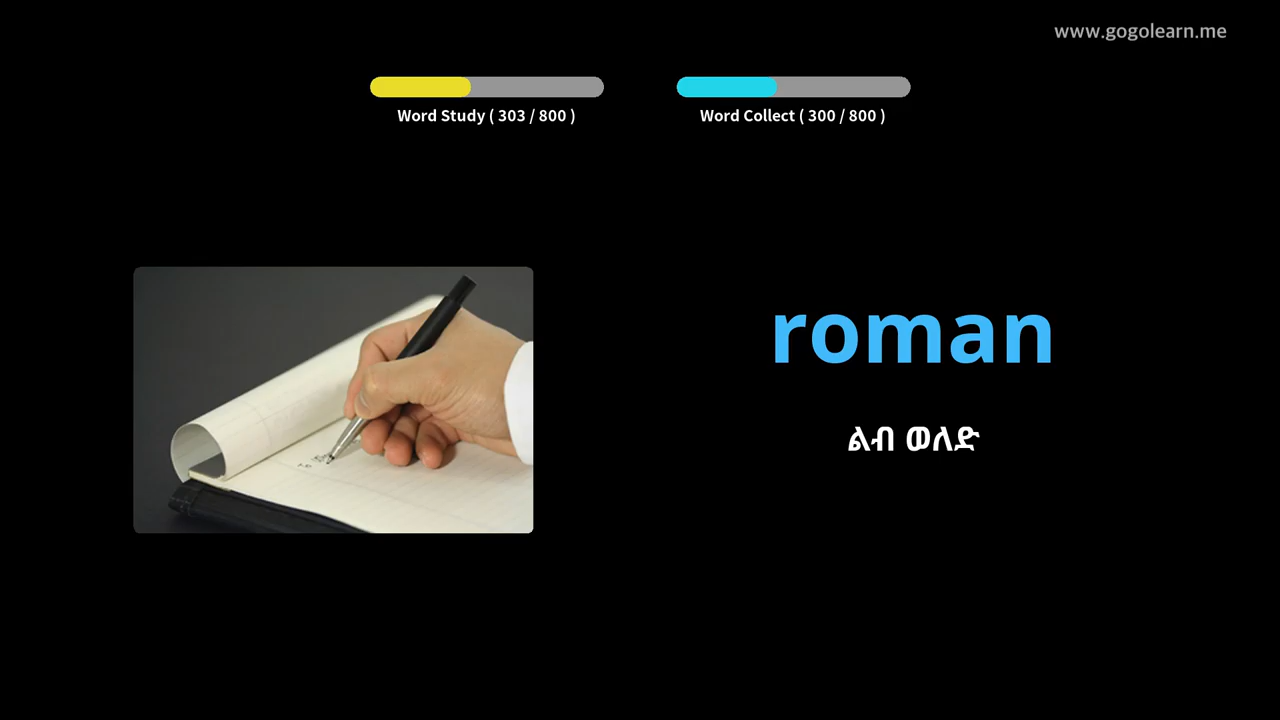 www.gogolearn.me
Word Study ( 303 / 800 )
Word Collect ( 300 / 800 )
roman
ልብ ወለድ